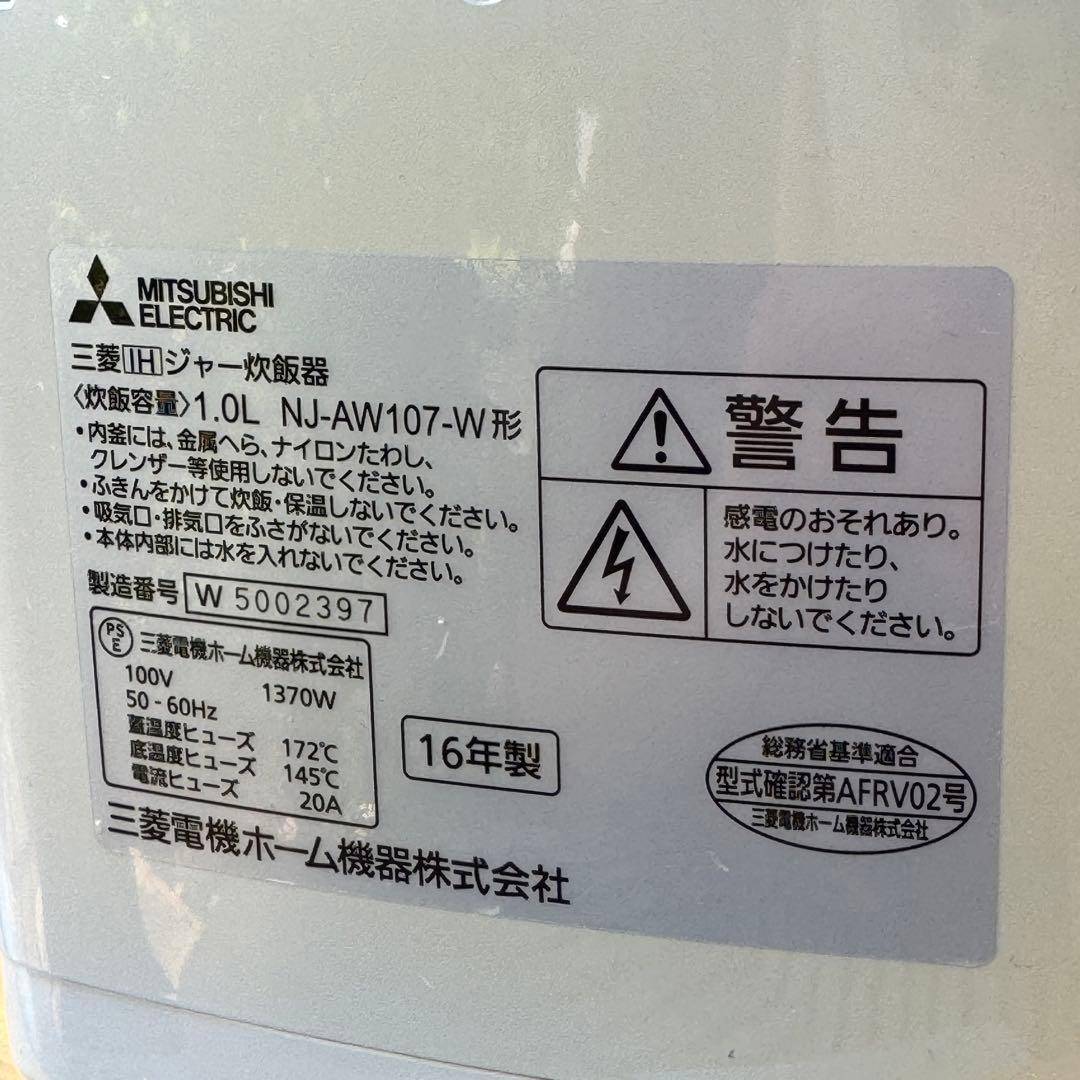 MITSUBISHI
ELECTRIC
三菱IHジャー炊飯器
〈炊飯容量〉1.0L NJ-AW107-W形
・内釜には、金属へら、ナイロンたわし、
クレンザー等使用しないでください。
・ふきんをかけて炊飯・保温しないでください。
・吸気口・排気口をふさがないでください。
・本体内部には水を入れないでください。
製造番号 W 5002397
PS
E
三菱電機ホーム機器株式会社
100V 1370W
50-60Hz
蓋温度ヒューズ 172℃
底温度ヒューズ 145℃
電流ヒューズ 20A
三菱電機ホーム機器株式会社
16年製
警告
感電のおそれあり。
水につけたり、
水をかけたり
しないでください。
総務省基準適合
型式確認第AFRV02号
三菱電機ホーム機器株式会社